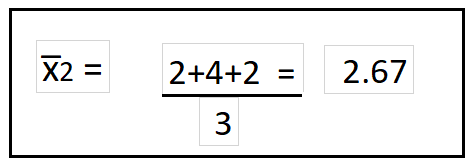 x̅2 = 2+4+2 = 2.67
3